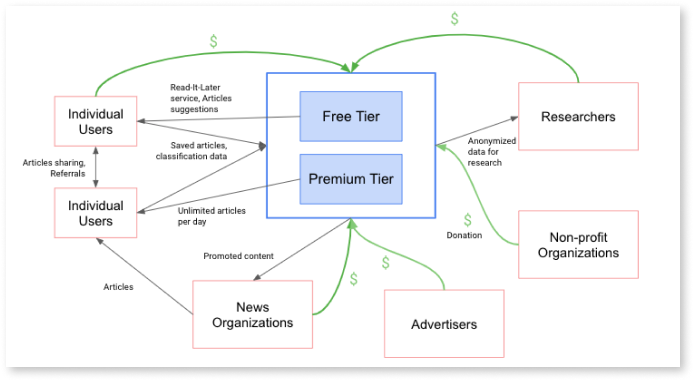 $
$
Read-It-Later
service, Articles
suggestions
Individual
Users
Free Tier
Researchers
Saved articles,
classification data
Anonymized
data for
research
Articles sharing,
Referrals
Premium Tier
Individual
Users
Unlimited articles
per day
$
Donation
Non-profit
Organizations
Promoted content
$
$
Articles
News
Organizations
Advertisers